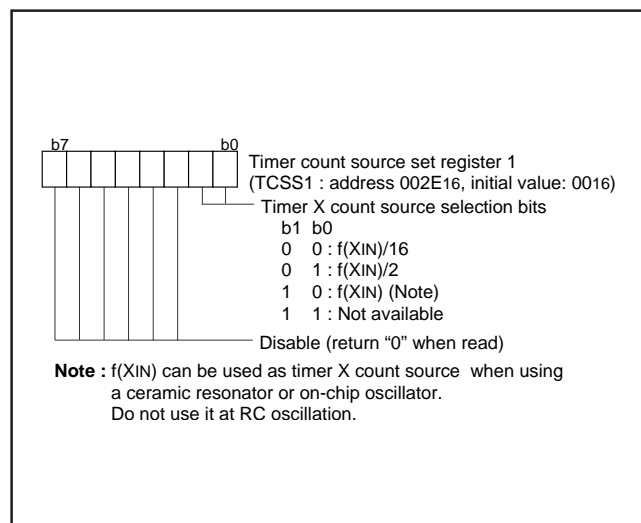 b7 b0
Timer count source set register 1
(TCSS1 : address 002E16, initial value: 0016)
Timer X count source selection bits
b1 b0
0 0 : f(XIN)/16
0 1 : f(XIN)/2
1 0 : f(XIN) (Note)
1 1 : Not available
Disable (return “0” when read)
Note : f(XIN) can be used as timer X count source when using
a ceramic resonator or on-chip oscillator.
Do not use it at RC oscillation.